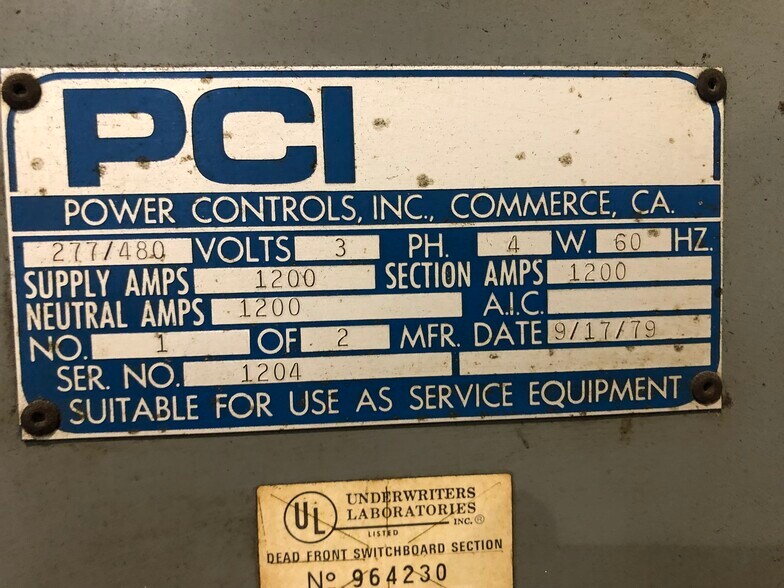 PCI
POWER CONTROLS, INC., COMMERCE, CA.
277/480 VOLTS 3 PH. 4 W. 60 HZ.
SUPPLY AMPS 1200 SECTION AMPS 1200
NEUTRAL AMPS 1200 A.I.C.
NO. 1 OF 2 MFR. DATE 9/17/79
SER. NO. 1204
SUITABLE FOR USE AS SERVICE EQUIPMENT
UL UNDERWRITERS
LABORATORIES
INC.®
LISTED
DEAD FRONT SWITCHBOARD SECTION
Nº 964230